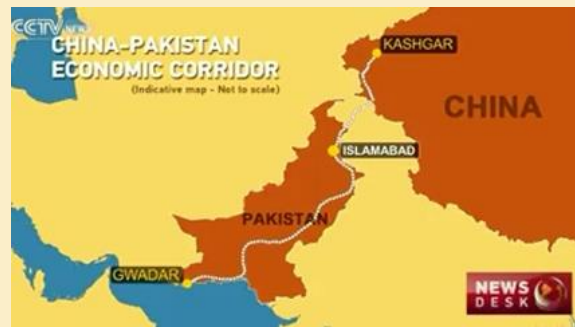 CCTV NEWS
CHINA-PAKISTAN
ECONOMIC CORRIDOR
(Indicative map - Not to scale)
KASHGAR
CHINA
ISLAMABAD
PAKISTAN
GWADAR
NEWS
DESK